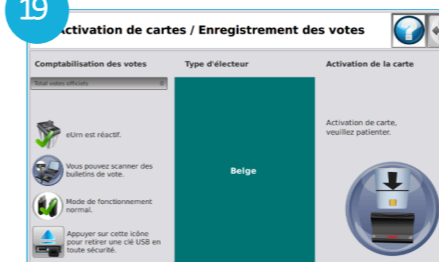 19
Activation de cartes / Enregistrement des votes
Comptabilisation des votes
Type d'électeur
Activation de la carte
Total votes officiels 0
eUrn est réactif.
Vous pouvez scanner des
bulletins de vote.
Mode de fonctionnement
normal.
Appuyer sur cette icône
pour retirer une clé USB en
toute sécurité.
Belge
Activation de carte,
veuillez patienter.